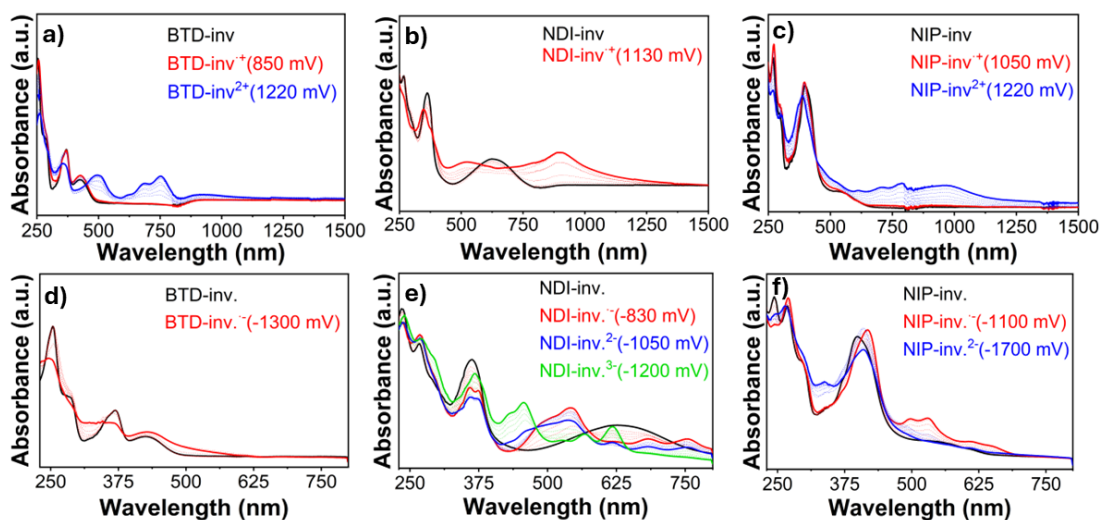 a)
BTD-inv
BTD-inv·+(850 mV)
BTD-inv2+(1220 mV)
Absorbance (a.u.)
250 500 750 1000 1250 1500
Wavelength (nm)
b)
NDI-inv
NDI-inv·+(1130 mV)
Absorbance (a.u.)
250 500 750 1000 1250 1500
Wavelength (nm)
c)
NIP-inv
NIP-inv·+(1050 mV)
NIP-inv2+(1220 mV)
Absorbance (a.u.)
250 500 750 1000 1250 1500
Wavelength (nm)
d)
BTD-inv.
BTD-inv.·-(-1300 mV)
Absorbance (a.u.)
250 375 500 625 750
Wavelength (nm)
e)
NDI-inv.
NDI-inv.·-(-830 mV)
NDI-inv.2-(-1050 mV)
NDI-inv.3-(-1200 mV)
Absorbance (a.u.)
250 375 500 625 750
Wavelength (nm)
f)
NIP-inv.
NIP-inv.·-(-1100 mV)
NIP-inv.2-(-1700 mV)
Absorbance (a.u.)
250 375 500 625 750
Wavelength (nm)